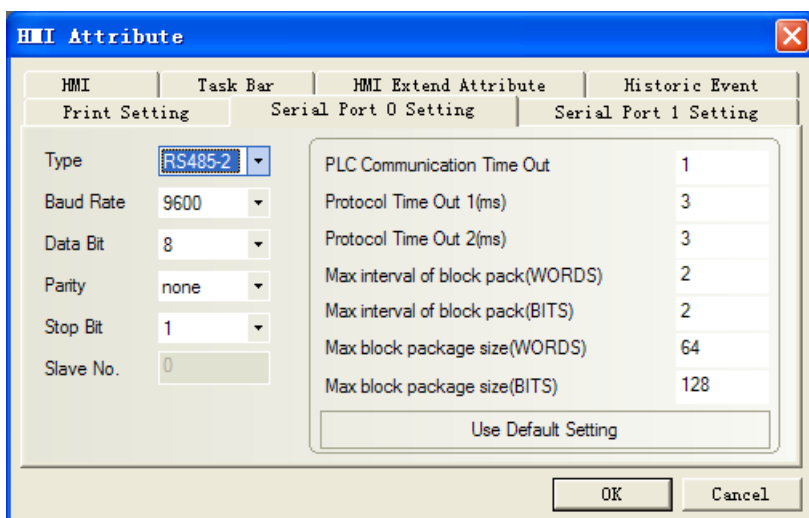 HMI Attribute
HMI Task Bar HMI Extend Attribute Historic Event
Print Setting Serial Port 0 Setting Serial Port 1 Setting
Type RS485-2
Baud Rate 9600
Data Bit 8
Parity none
Stop Bit 1
Slave No. 0
PLC Communication Time Out 1
Protocol Time Out 1(ms) 3
Protocol Time Out 2(ms) 3
Max interval of block pack(WORDS) 2
Max interval of block pack(BITS) 2
Max block package size(WORDS) 64
Max block package size(BITS) 128
Use Default Setting
OK Cancel